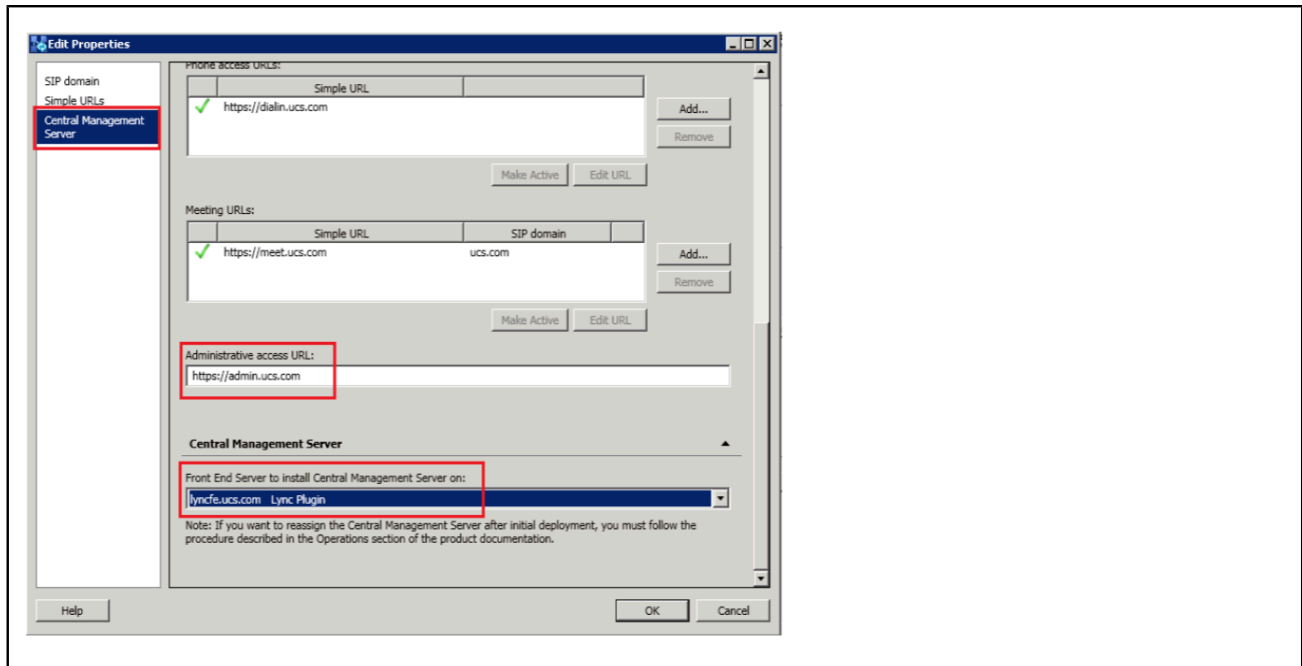 Edit Properties
SIP domain
Simple URLs
Central Management
Server
Phone access URLs:
Simple URL
https://dialin.ucs.com
Add...
Remove
Make Active
Edit URL
Meeting URLs:
Simple URL
SIP domain
https://meet.ucs.com
ucs.com
Add...
Remove
Make Active
Edit URL
Administrative access URL:
https://admin.ucs.com
Central Management Server
Front End Server to install Central Management Server on:
lyncfe.ucs.com Lync Plugin
Note: If you want to reassign the Central Management Server after initial deployment, you must follow the
procedure described in the Operations section of the product documentation.
Help
OK
Cancel